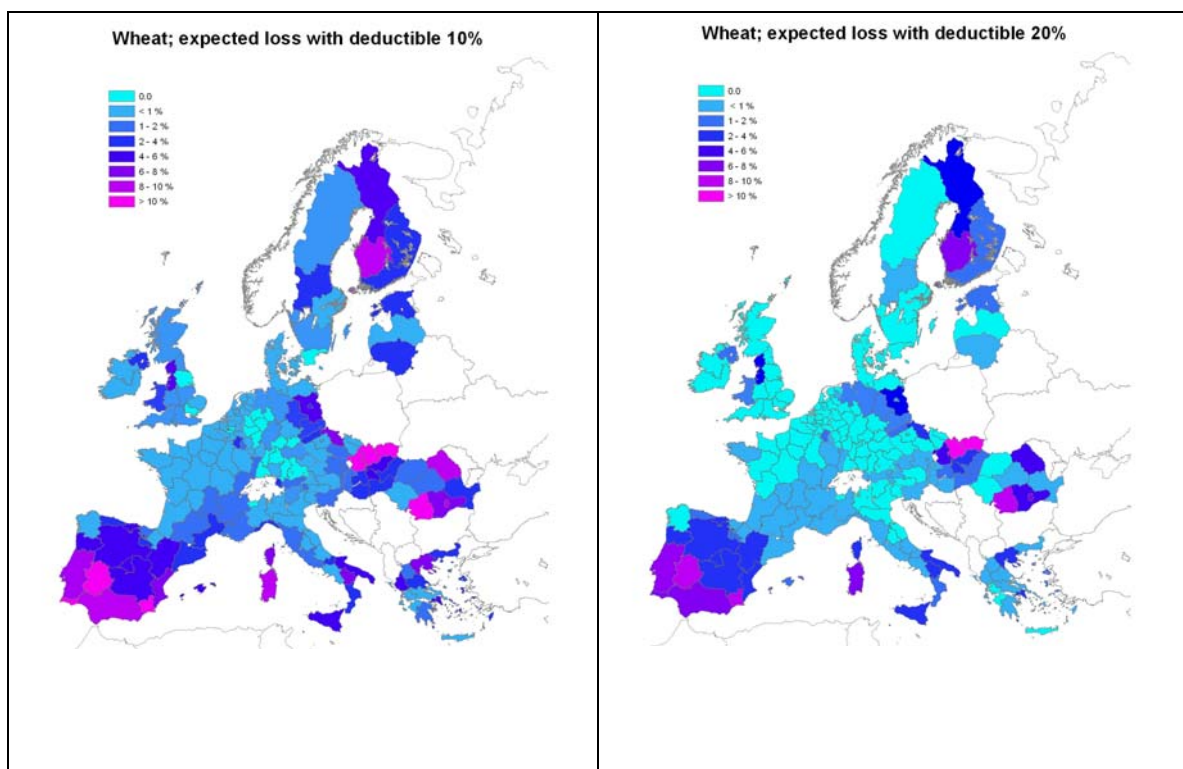 Wheat; expected loss with deductible 10%
0.0
< 1 %
1 - 2 %
2 - 4 %
4 - 6 %
6 - 8 %
8 - 10 %
> 10 %
Wheat; expected loss with deductible 20%
0.0
< 1 %
1 - 2 %
2 - 4 %
4 - 6 %
6 - 8 %
8 - 10 %
> 10 %